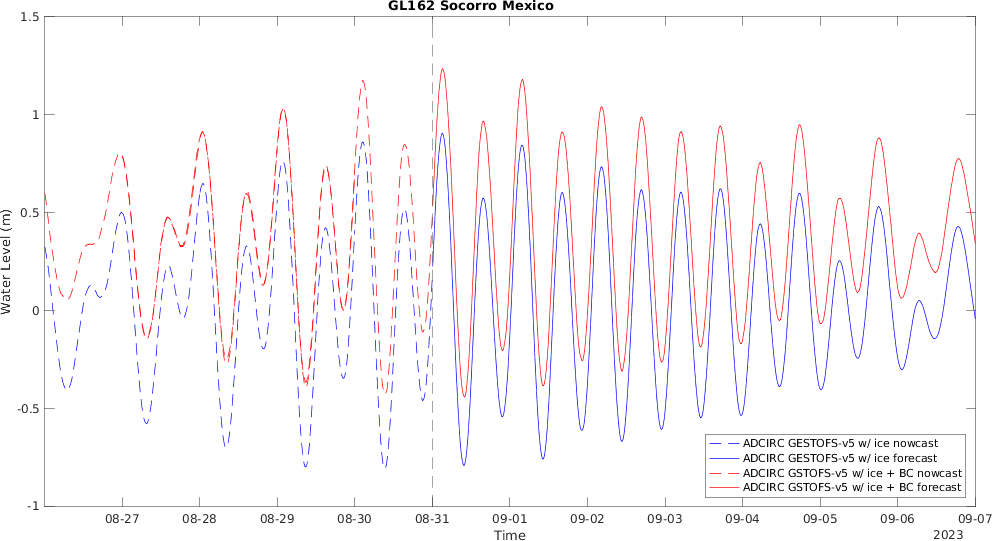 GL162 Socorro Mexico
1.5
1
0.5
0
-0.5
-1
Water Level (m)
ADCIRC GESTOFS-v5 w/ ice nowcast
ADCIRC GESTOFS-v5 w/ ice forecast
ADCIRC GSTOFS-v5 w/ ice + BC nowcast
ADCIRC GSTOFS-v5 w/ ice + BC forecast
08-27 08-28 08-29 08-30 08-31 09-01 09-02 09-03 09-04 09-05 09-06 09-07
Time
2023